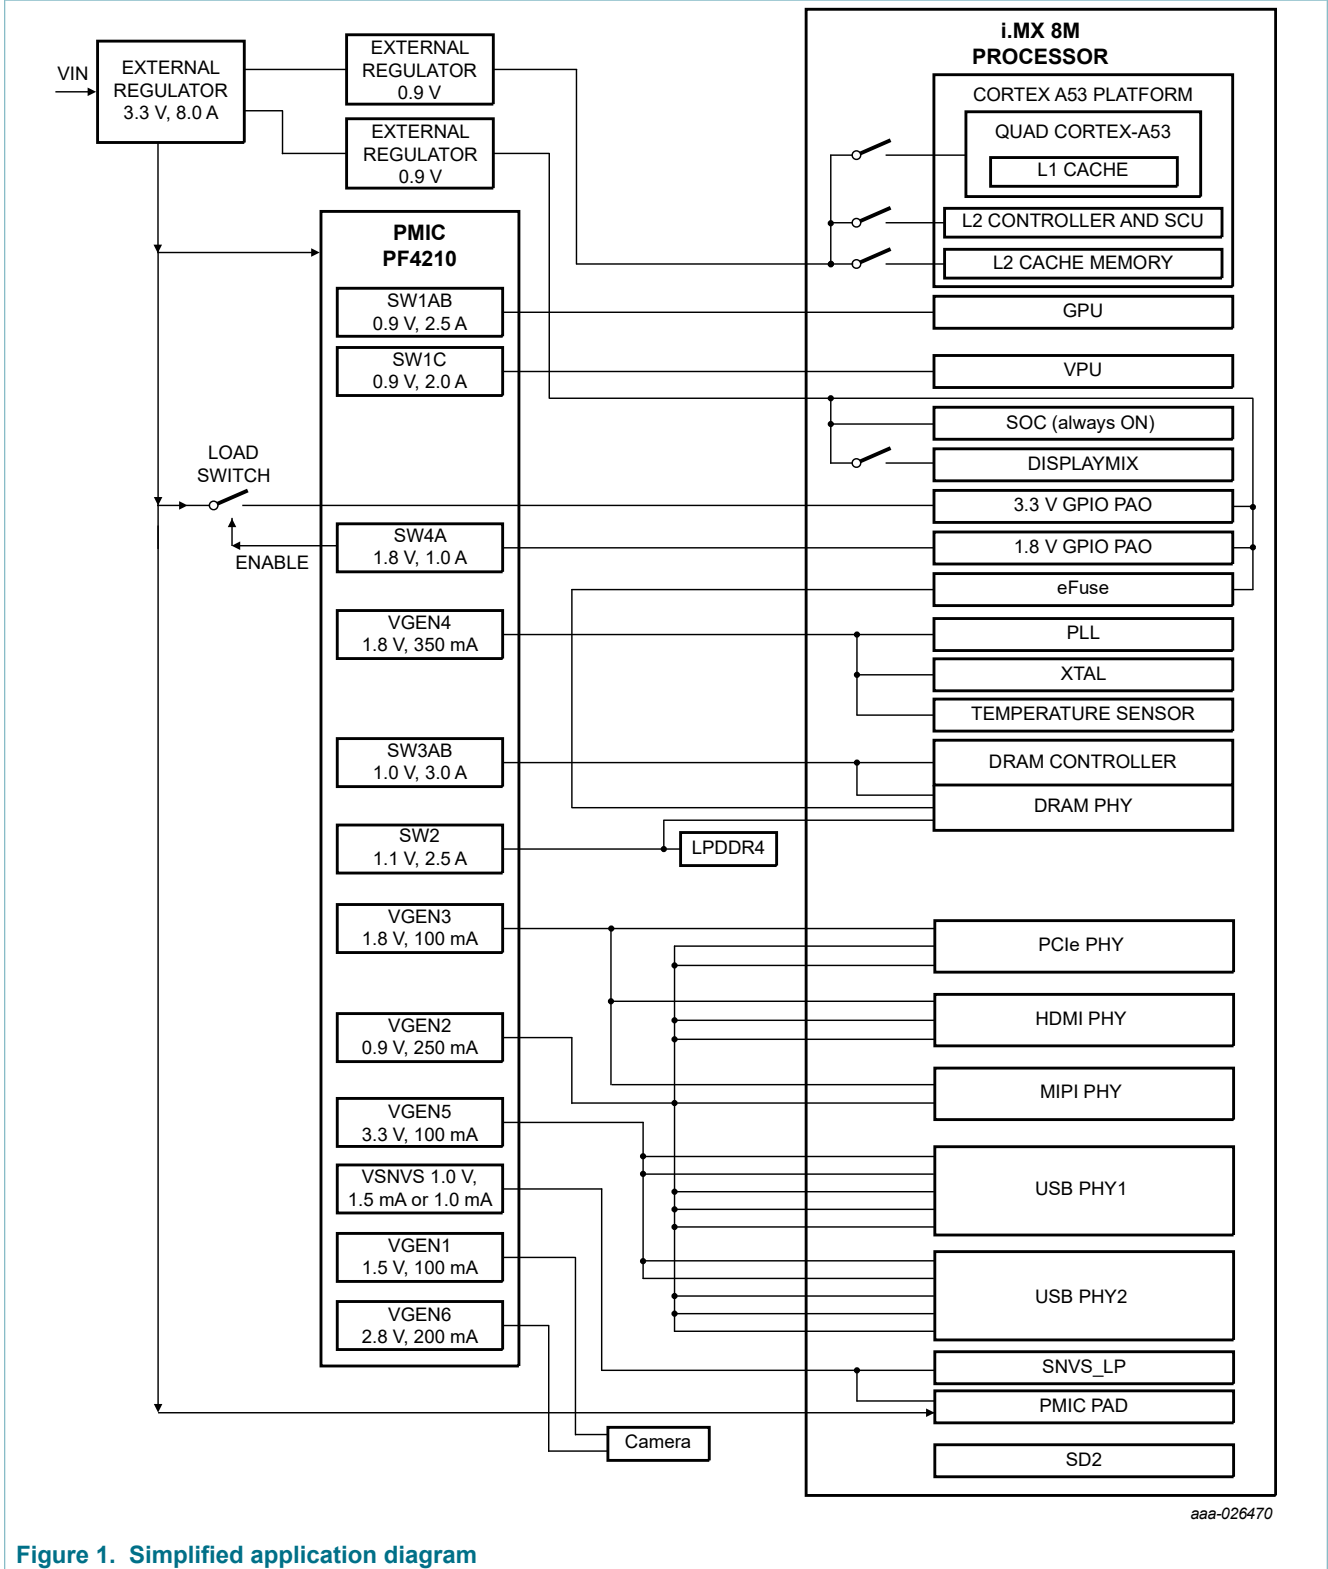 i.MX 8M
PROCESSOR
VIN
EXTERNAL
REGULATOR
3.3 V, 8.0 A
EXTERNAL
REGULATOR
0.9 V
EXTERNAL
REGULATOR
0.9 V
CORTEX A53 PLATFORM
QUAD CORTEX-A53
L1 CACHE
L2 CONTROLLER AND SCU
L2 CACHE MEMORY
PMIC
PF4210
SW1AB
0.9 V, 2.5 A
GPU
SW1C
0.9 V, 2.0 A
VPU
SOC (always ON)
DISPLAYMIX
LOAD
SWITCH
3.3 V GPIO PAO
ENABLE
SW4A
1.8 V, 1.0 A
1.8 V GPIO PAO
eFuse
VGEN4
1.8 V, 350 mA
PLL
XTAL
TEMPERATURE SENSOR
SW3AB
1.0 V, 3.0 A
DRAM CONTROLLER
DRAM PHY
SW2
1.1 V, 2.5 A
LPDDR4
VGEN3
1.8 V, 100 mA
PCIe PHY
HDMI PHY
VGEN2
0.9 V, 250 mA
MIPI PHY
VGEN5
3.3 V, 100 mA
VSNVS 1.0 V,
1.5 mA or 1.0 mA
USB PHY1
VGEN1
1.5 V, 100 mA
USB PHY2
VGEN6
2.8 V, 200 mA
SNVS_LP
PMIC PAD
Camera
SD2
aaa-026470
Figure 1. Simplified application diagram